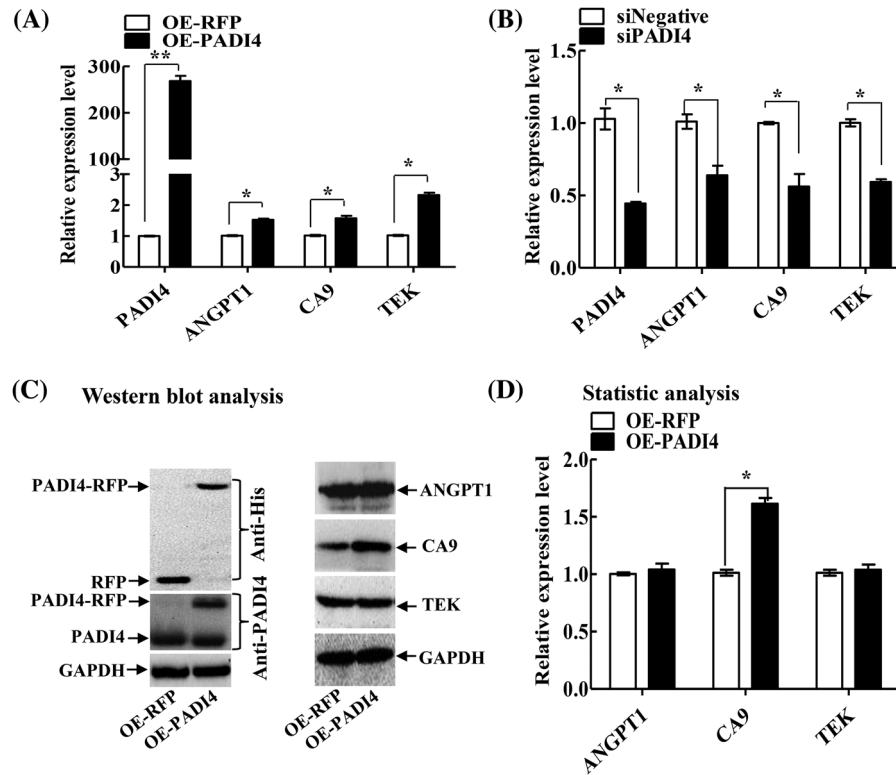 (A)
OE-RFP
OE-PADI4
Relative expression level
300
200
100
3
2
1
0
**
*
*
*
PADI4
ANGPT1
CA9
TEK
(B)
siNegative
siPADI4
Relative expression level
1.5
1.0
0.5
0.0
*
*
*
*
PADI4
ANGPT1
CA9
TEK
(C)
Western blot analysis
PADI4-RFP
RFP
Anti-His
PADI4-RFP
PADI4
Anti-PADI4
GAPDH
OE-RFP
OE-PADI4
ANGPT1
CA9
TEK
GAPDH
OE-RFP
OE-PADI4
(D)
Statistic analysis
OE-RFP
OE-PADI4
Relative expression level
2.0
1.5
1.0
0.5
0.0
*
ANGPT1
CA9
TEK